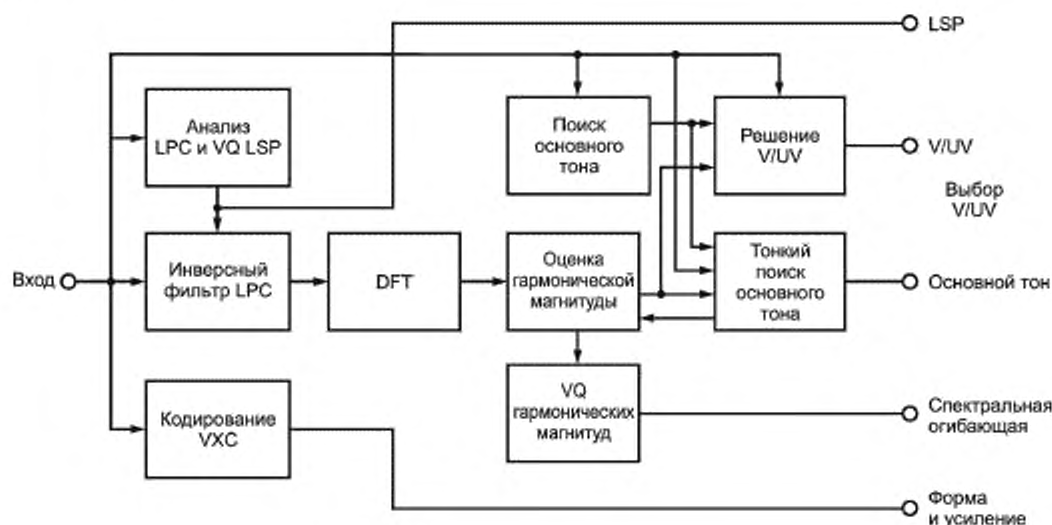 LSP
Анализ
LPC и VQ LSP
Поиск
основного
тона
Решение
V/UV
V/UV
Выбор
V/UV
Вход
Инверсный
фильтр LPC
DFT
Оценка
гармонической
магнитуды
Тонкий
поиск
основного
тона
Основной тон
Кодирование
VXC
VQ
гармонических
магнитуд
Спектральная
огибающая
Форма
и усиление